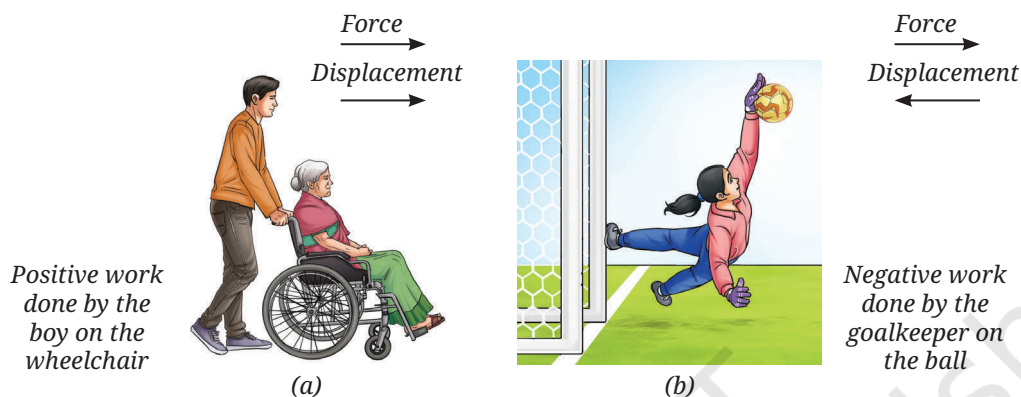 Force
Displacement
Positive work
done by the
boy on the
wheelchair
(a)
Force
Displacement
Negative work
done by the
goalkeeper on
the ball
(b)